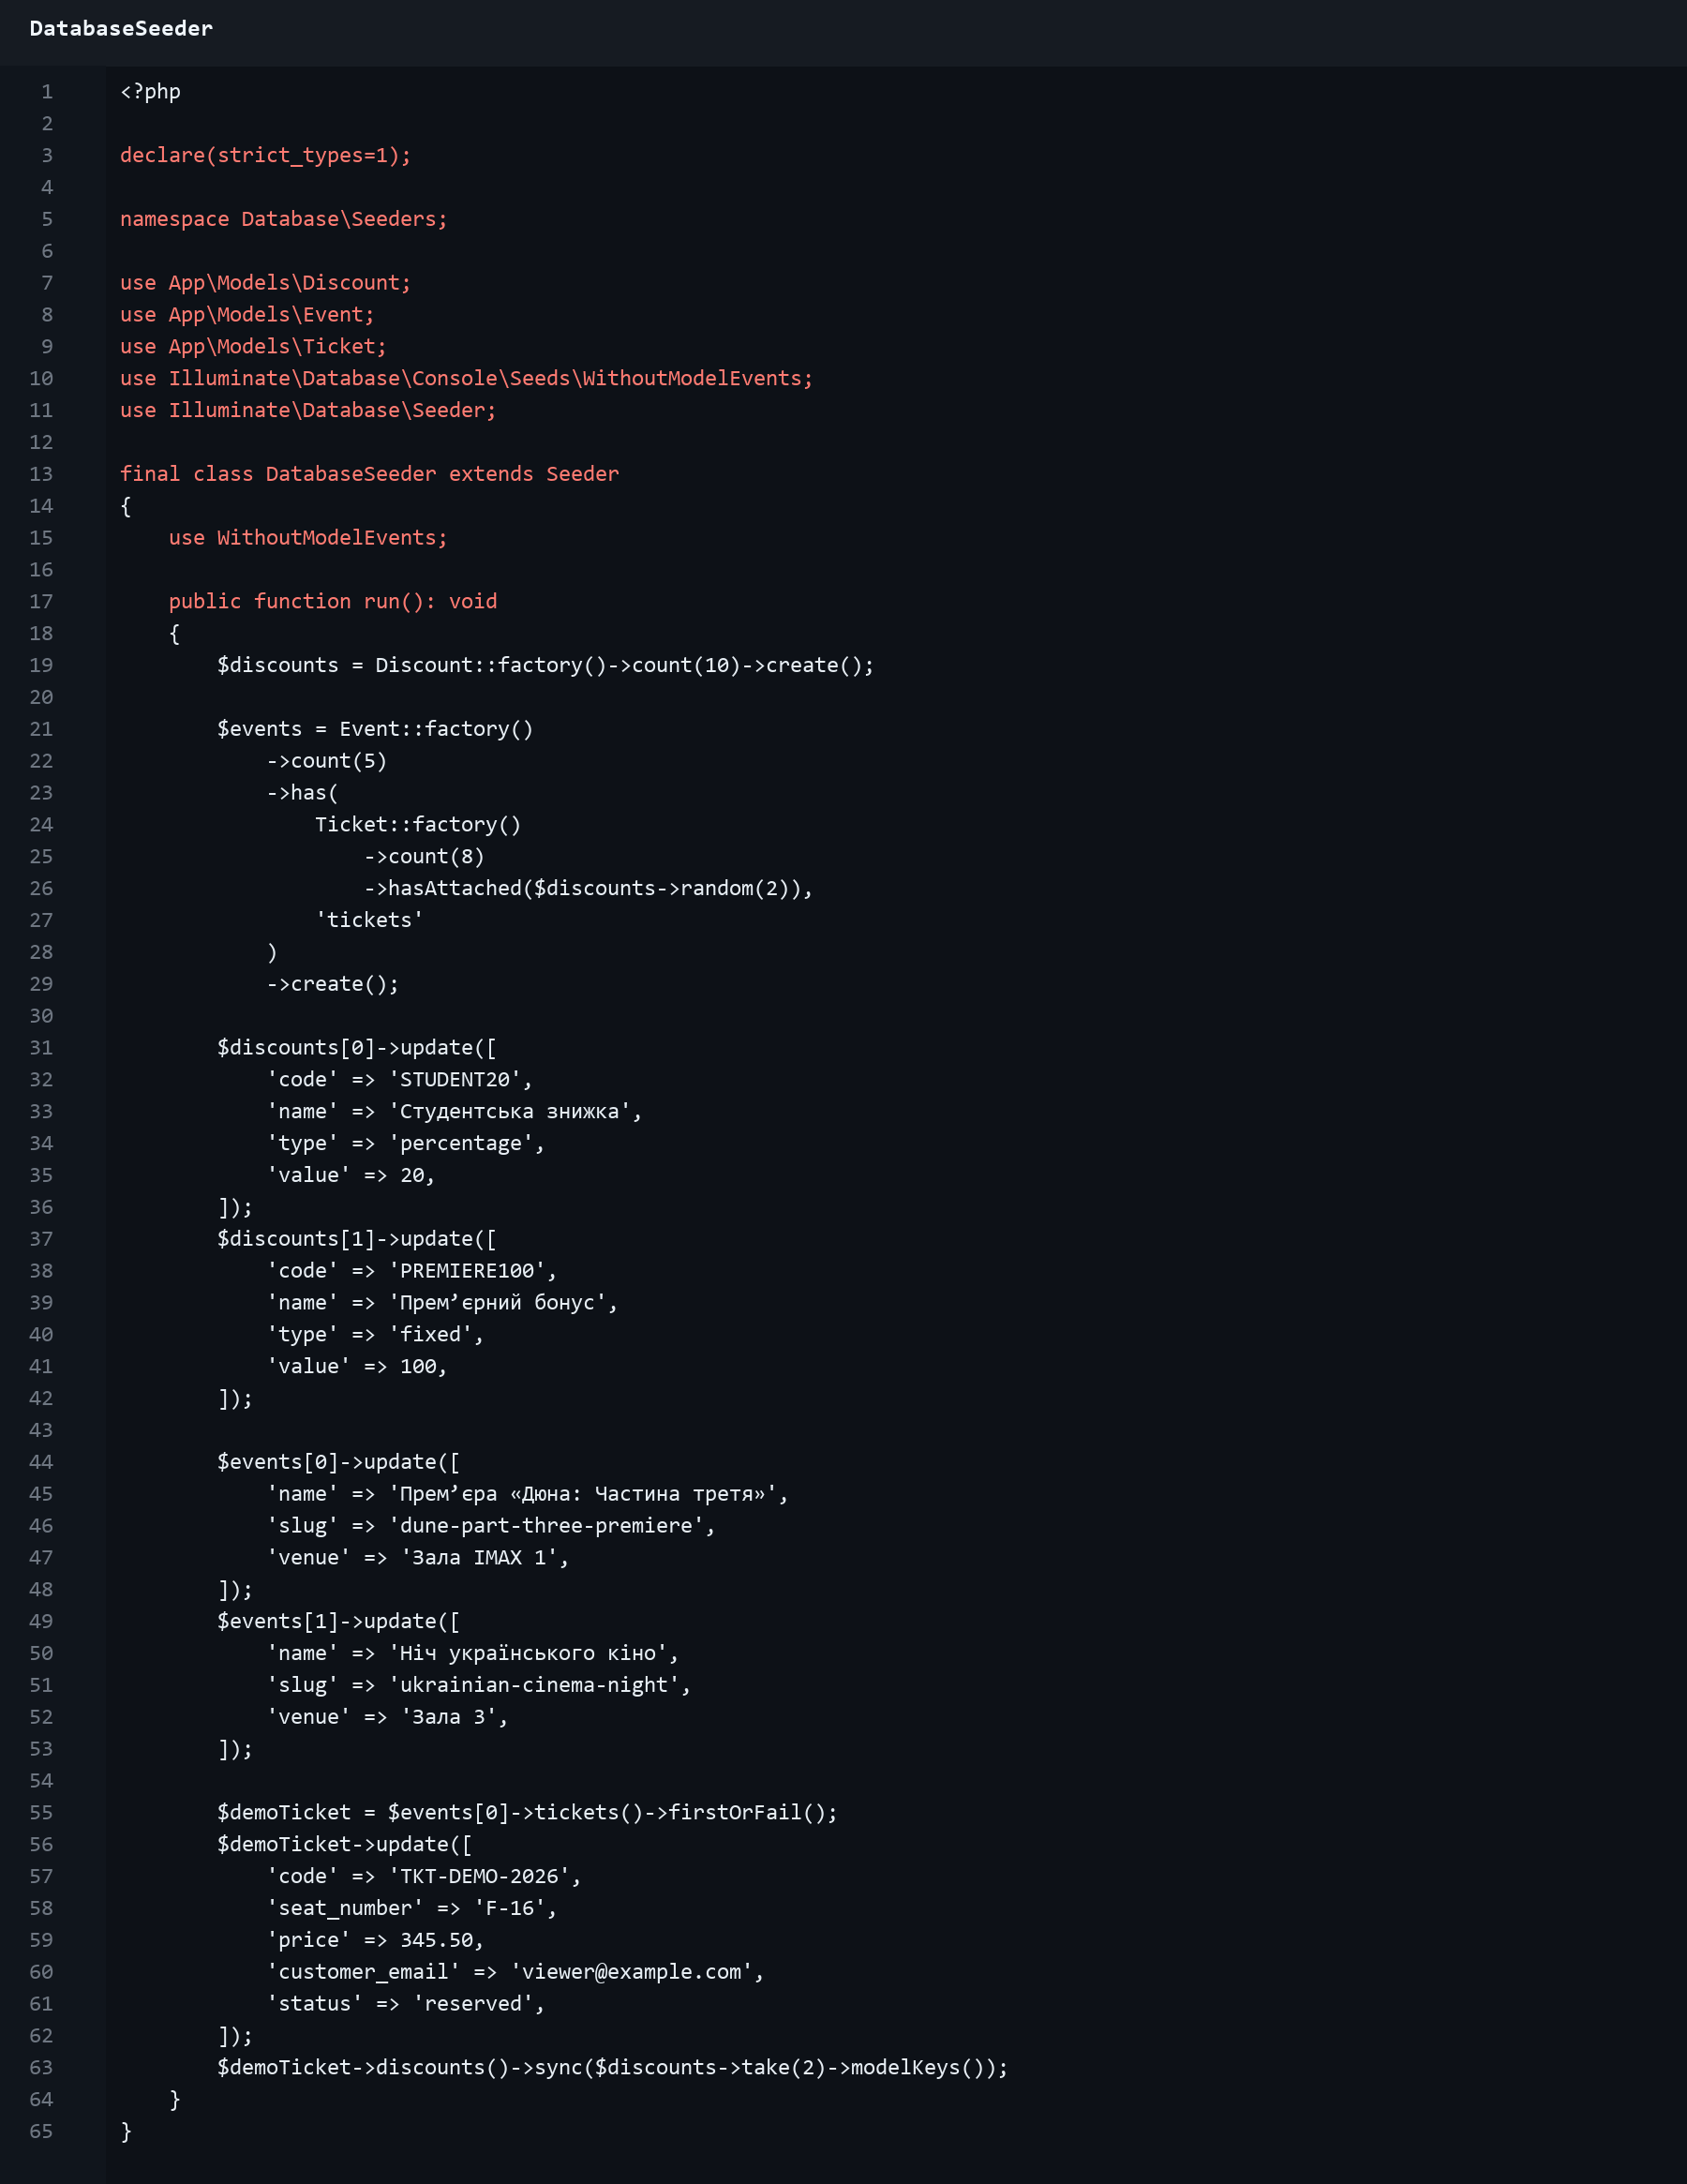 DatabaseSeeder
1 <?php
2
3 declare(strict_types=1);
4
5 namespace Database\Seeders;
6
7 use App\Models\Discount;
8 use App\Models\Event;
9 use App\Models\Ticket;
10 use Illuminate\Database\Console\Seeds\WithoutModelEvents;
11 use Illuminate\Database\Seeder;
12
13 final class DatabaseSeeder extends Seeder
14 {
15     use WithoutModelEvents;
16
17     public function run(): void
18     {
19         $discounts = Discount::factory()->count(10)->create();
20
21         $events = Event::factory()
22             ->count(5)
23             ->has(
24                 Ticket::factory()
25                     ->count(8)
26                     ->hasAttached($discounts->random(2)),
27                 'tickets'
28             )
29             ->create();
30
31         $discounts[0]->update([
32             'code' => 'STUDENT20',
33             'name' => 'Студентська знижка',
34             'type' => 'percentage',
35             'value' => 20,
36         ]);
37         $discounts[1]->update([
38             'code' => 'PREMIERE100',
39             'name' => 'Прем’єрний бонус',
40             'type' => 'fixed',
41             'value' => 100,
42         ]);
43
44         $events[0]->update([
45             'name' => 'Прем’єра «Дюна: Частина третя»',
46             'slug' => 'dune-part-three-premiere',
47             'venue' => 'Зала IMAX 1',
48         ]);
49         $events[1]->update([
50             'name' => 'Ніч українського кіно',
51             'slug' => 'ukrainian-cinema-night',
52             'venue' => 'Зала 3',
53         ]);
54
55         $demoTicket = $events[0]->tickets()->firstOrFail();
56         $demoTicket->update([
57             'code' => 'TKT-DEMO-2026',
58             'seat_number' => 'F-16',
59             'price' => 345.50,
60             'customer_email' => 'viewer@example.com',
61             'status' => 'reserved',
62         ]);
63         $demoTicket->discounts()->sync($discounts->take(2)->modelKeys());
64     }
65 }